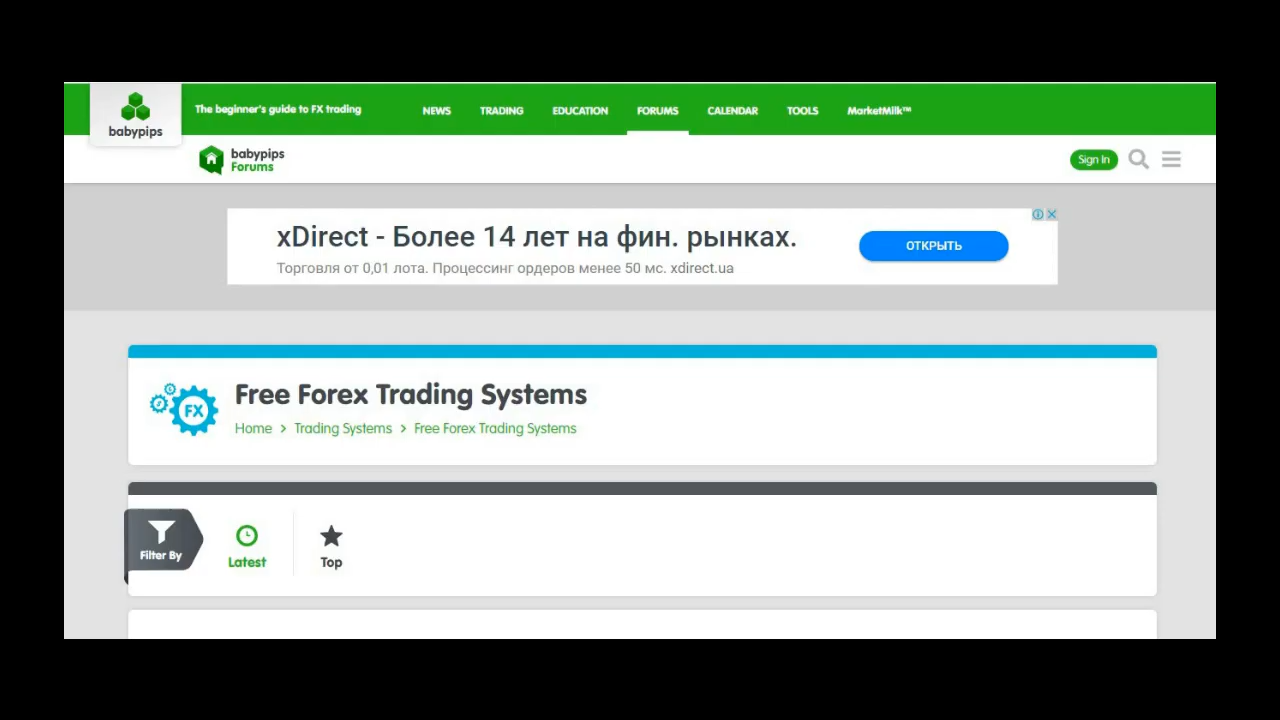 The beginner's guide to FX trading
NEWS
TRADING
EDUCATION
FORUMS
CALENDAR
TOOLS
MarketMilk™
babypips
babypips
Forums
Sign In
xDirect - Более 14 лет на фин. рынках.
Торговля от 0,01 лота. Процессинг ордеров менее 50 мс. xdirect.ua
ОТКРЫТЬ
FX
Free Forex Trading Systems
Home > Trading Systems > Free Forex Trading Systems
Filter By
Latest
Top